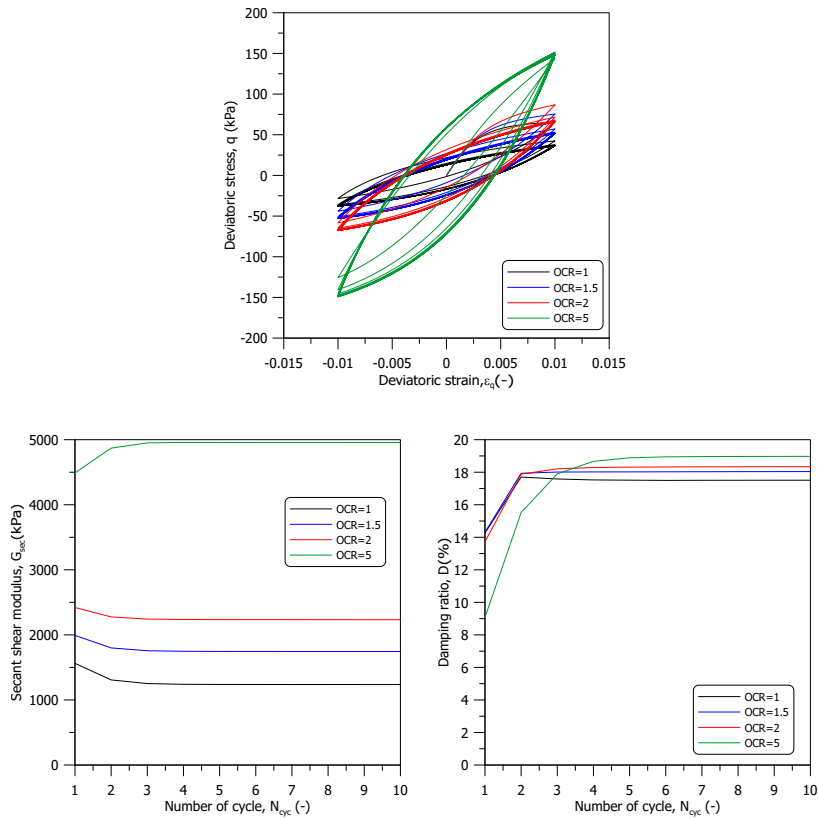 200
150
100
50
0
-50
-100
-150
-200
Deviatoric stress, q (kPa)
-0.015 -0.01 -0.005 0 0.005 0.01 0.015
Deviatoric strain,εq(-)
OCR=1
OCR=1.5
OCR=2
OCR=5
5000
4000
3000
2000
1000
0
Secant shear modulus, Gsec(kPa)
1 2 3 4 5 6 7 8 9 10
Number of cycle, Ncyc (-)
OCR=1
OCR=1.5
OCR=2
OCR=5
20
18
16
14
12
10
8
6
4
2
0
Damping ratio, D(%)
1 2 3 4 5 6 7 8 9 10
Number of cycle, Ncyc (-)
OCR=1
OCR=1.5
OCR=2
OCR=5